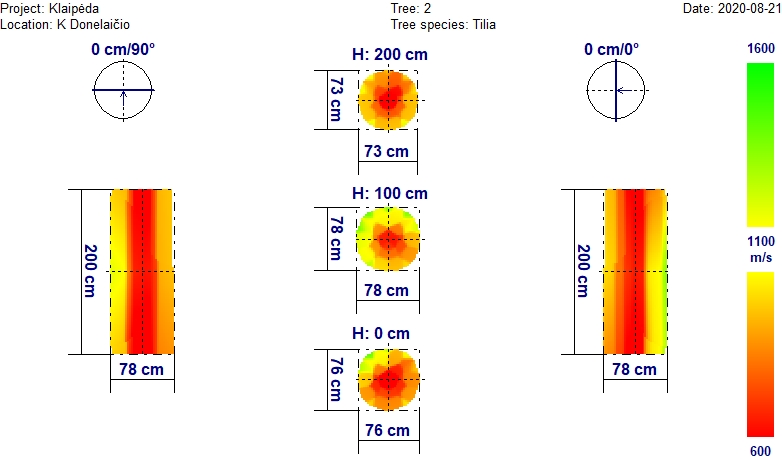 Project: Klaipėda
Tree: 2
Date: 2020-08-21
Location: K Donelaičio
Tree species: Tilia
0 cm/90°
H: 200 cm
0 cm/0°
1600
73 cm
73 cm
H: 100 cm
78 cm
78 cm
200 cm
200 cm
1100
m/s
H: 0 cm
76 cm
76 cm
78 cm
78 cm
600